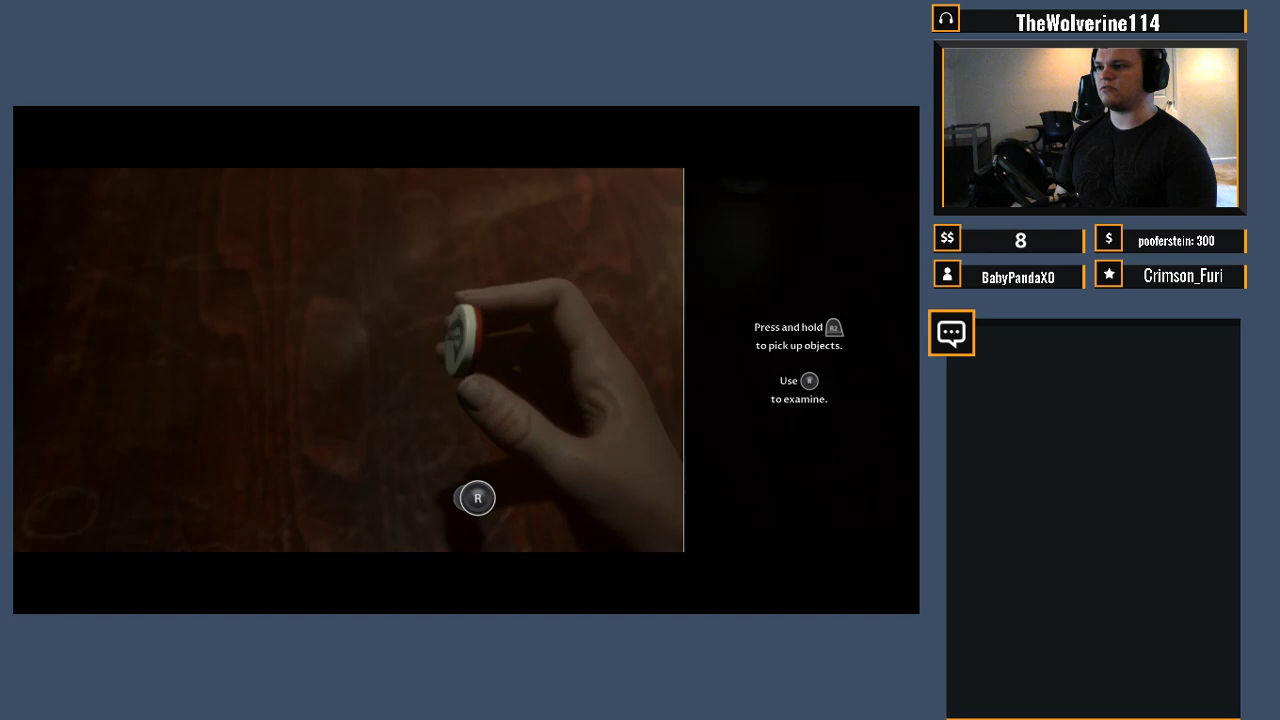 TheWolverine114
$$ 8
$ pooferstein: 300
BabyPandaXO
Crimson_Furi
Press and hold R2
to pick up objects.
Use R
to examine.
R